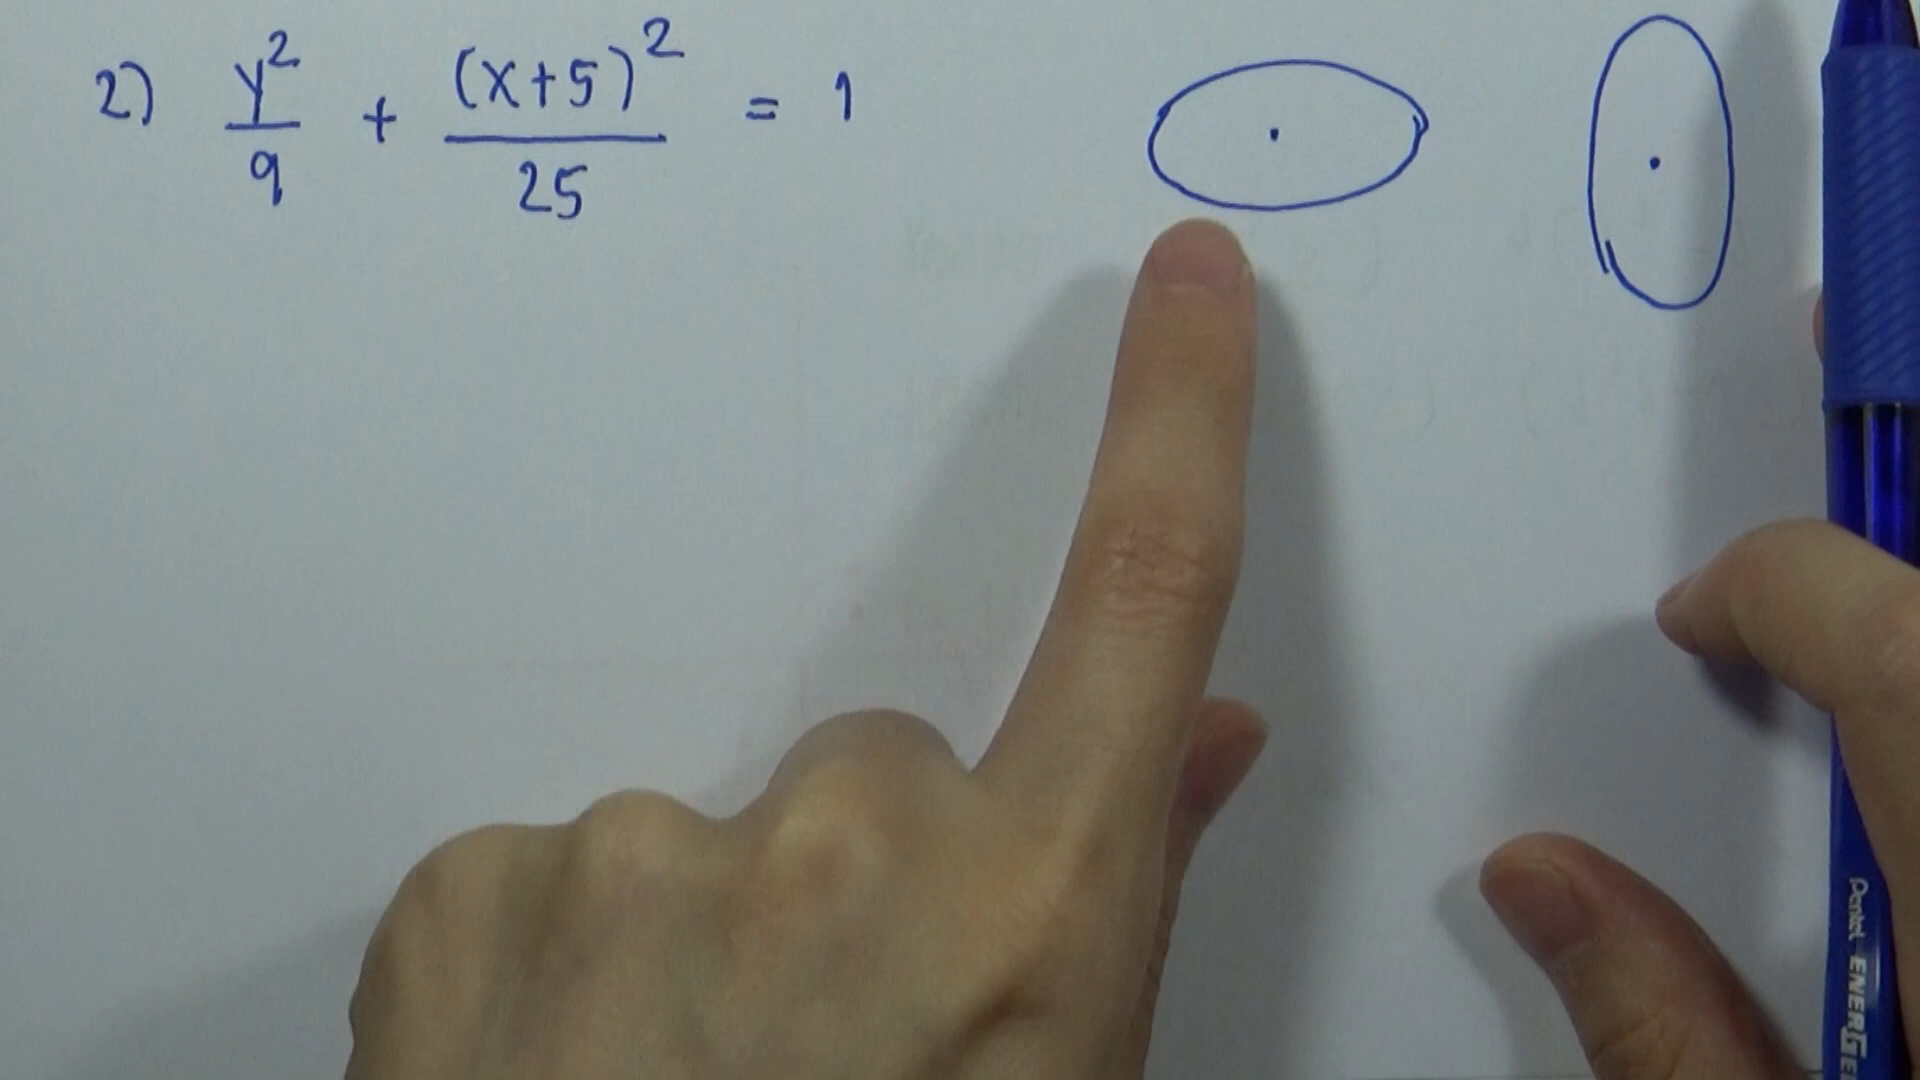 2) y²/9 + (x+5)²/25 = 1
Pentel ENERGE